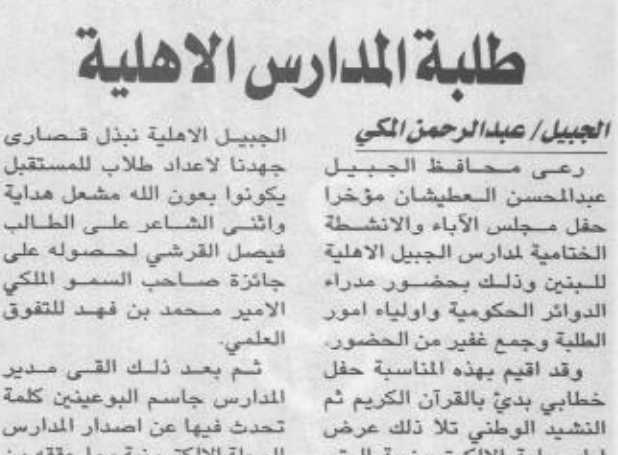 طلبة المدارس الاهلية
الجبيل/ عبدالرحمن المكي
رعى محافظ الجبيل
عبدالمحسن العطيشان مؤخرا
حفل مجلس الآباء والانشطة
الختامية لمدارس الجبيل الاهلية
للبنين وذلك بحضور مدراء
الدوائر الحكومية واولياء امور
الطلبة وجمع غفير من الحضور.
وقد اقيم بهذه المناسبة حفل
خطابي بدئ بالقرآن الكريم ثم
النشيد الوطني تلا ذلك عرض
الجبيل الاهلية نبذل قصارى
جهدنا لاعداد طلاب للمستقبل
يكونوا بعون الله مشعل هداية
واثنى الشاعر على الطالب
فيصل القرشي لحصوله على
جائزة صاحب السمو الملكي
الامير محمد بن فهد للتفوق
العلمي.
ثم بعد ذلك القى مدير
المدارس جاسم البوعينين كلمة
تحدث فيها عن اصدار المدارس